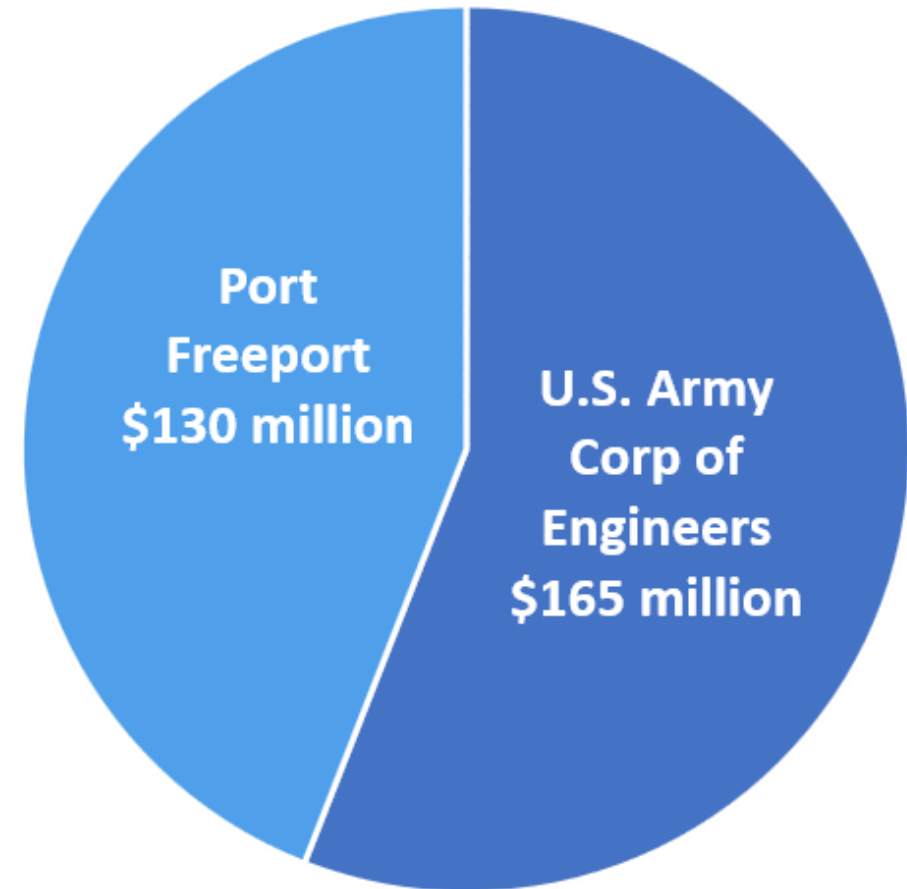 Port
Freeport
$130 million
U.S. Army
Corp of
Engineers
$165 million